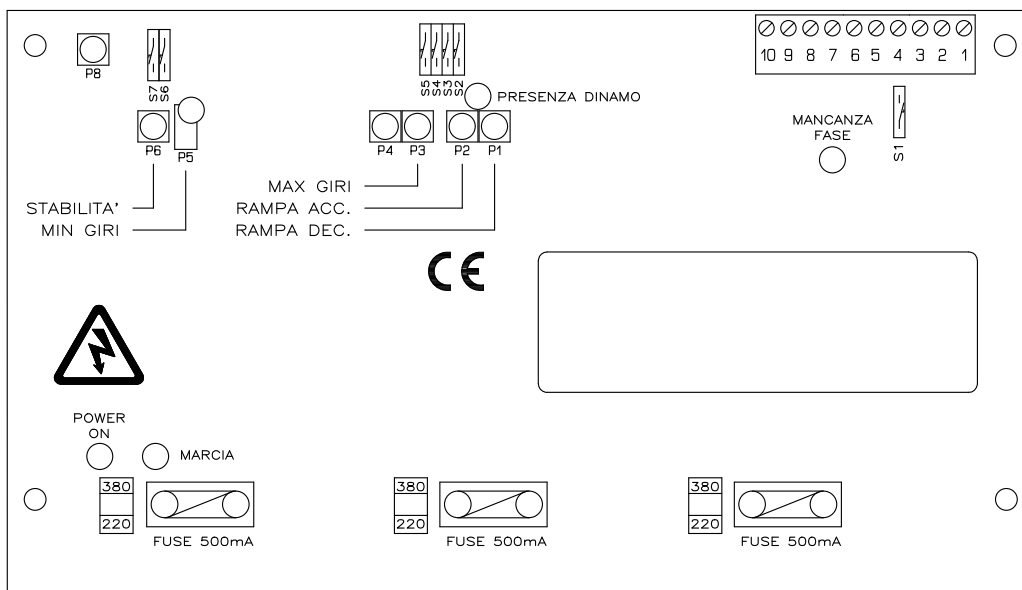 10 9 8 7 6 5 4 3 2 1
P8
S7 S6
S5 S4 S3 S2
PRESENZA DINAMO
MANCANZA
FASE
S1
P6 P5
P4 P3 P2 P1
MAX GIRI
STABILITA'
RAMPA ACC.
MIN GIRI
RAMPA DEC.
CE
POWER
ON
MARCIA
380
220
FUSE 500mA
380
220
FUSE 500mA
380
220
FUSE 500mA